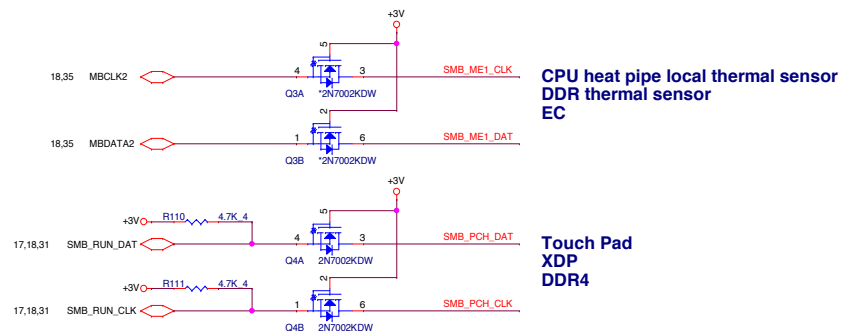 +3V
5
18,35 MBCLK2 4 3 SMB_ME1_CLK
Q3A *2N7002KDW
2
18,35 MBDATA2 1 6 SMB_ME1_DAT
Q3B *2N7002KDW
CPU heat pipe local thermal sensor
DDR thermal sensor
EC
+3V
+3V R110 4.7K_4
5
17,18,31 SMB_RUN_DAT 4 3 SMB_PCH_DAT
Q4A 2N7002KDW
+3V R111 4.7K_4
2
17,18,31 SMB_RUN_CLK 1 6 SMB_PCH_CLK
Q4B 2N7002KDW
Touch Pad
XDP
DDR4